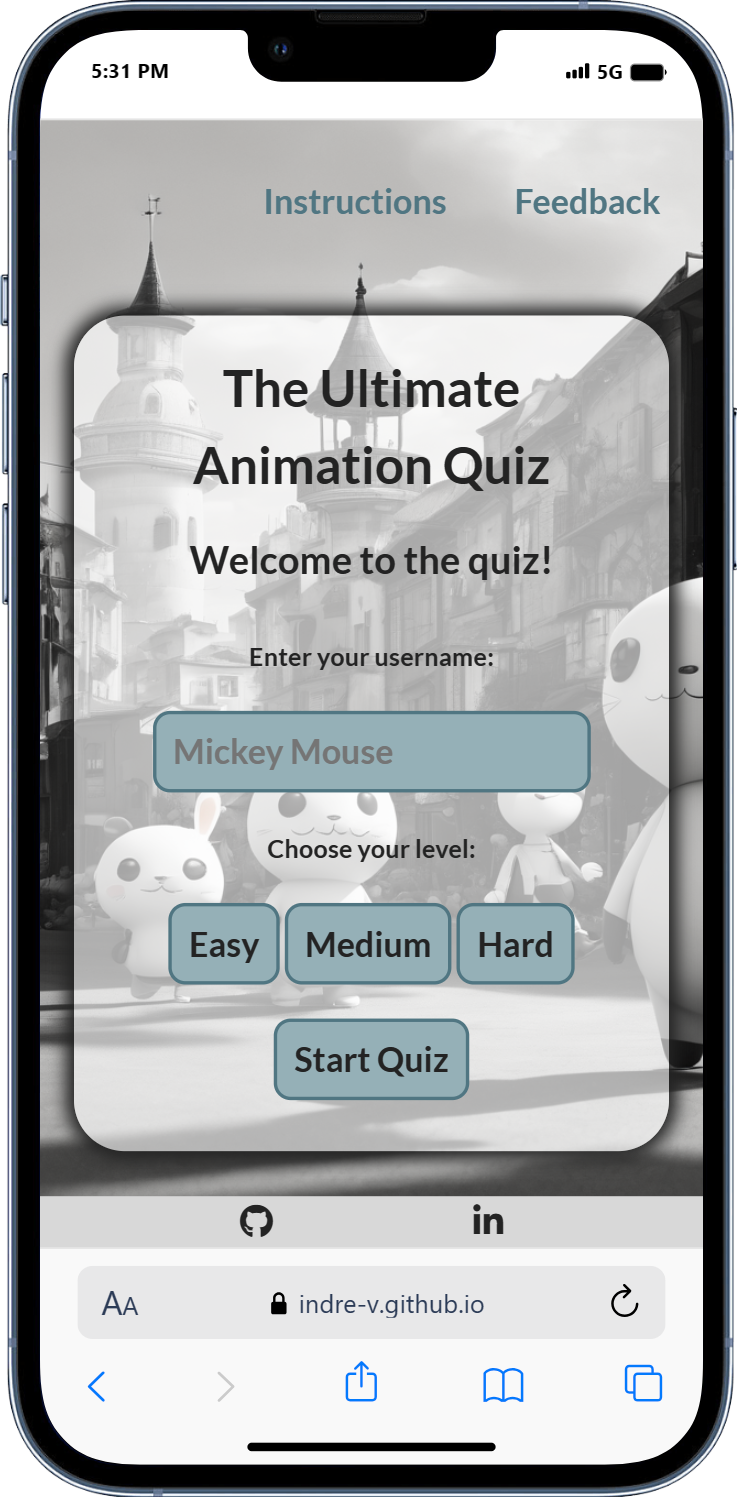 5:31 PM 5G
Instructions Feedback
The Ultimate
Animation Quiz
Welcome to the quiz!
Enter your username:
Mickey Mouse
Choose your level:
Easy Medium Hard
Start Quiz
in
AA indre-v.github.io